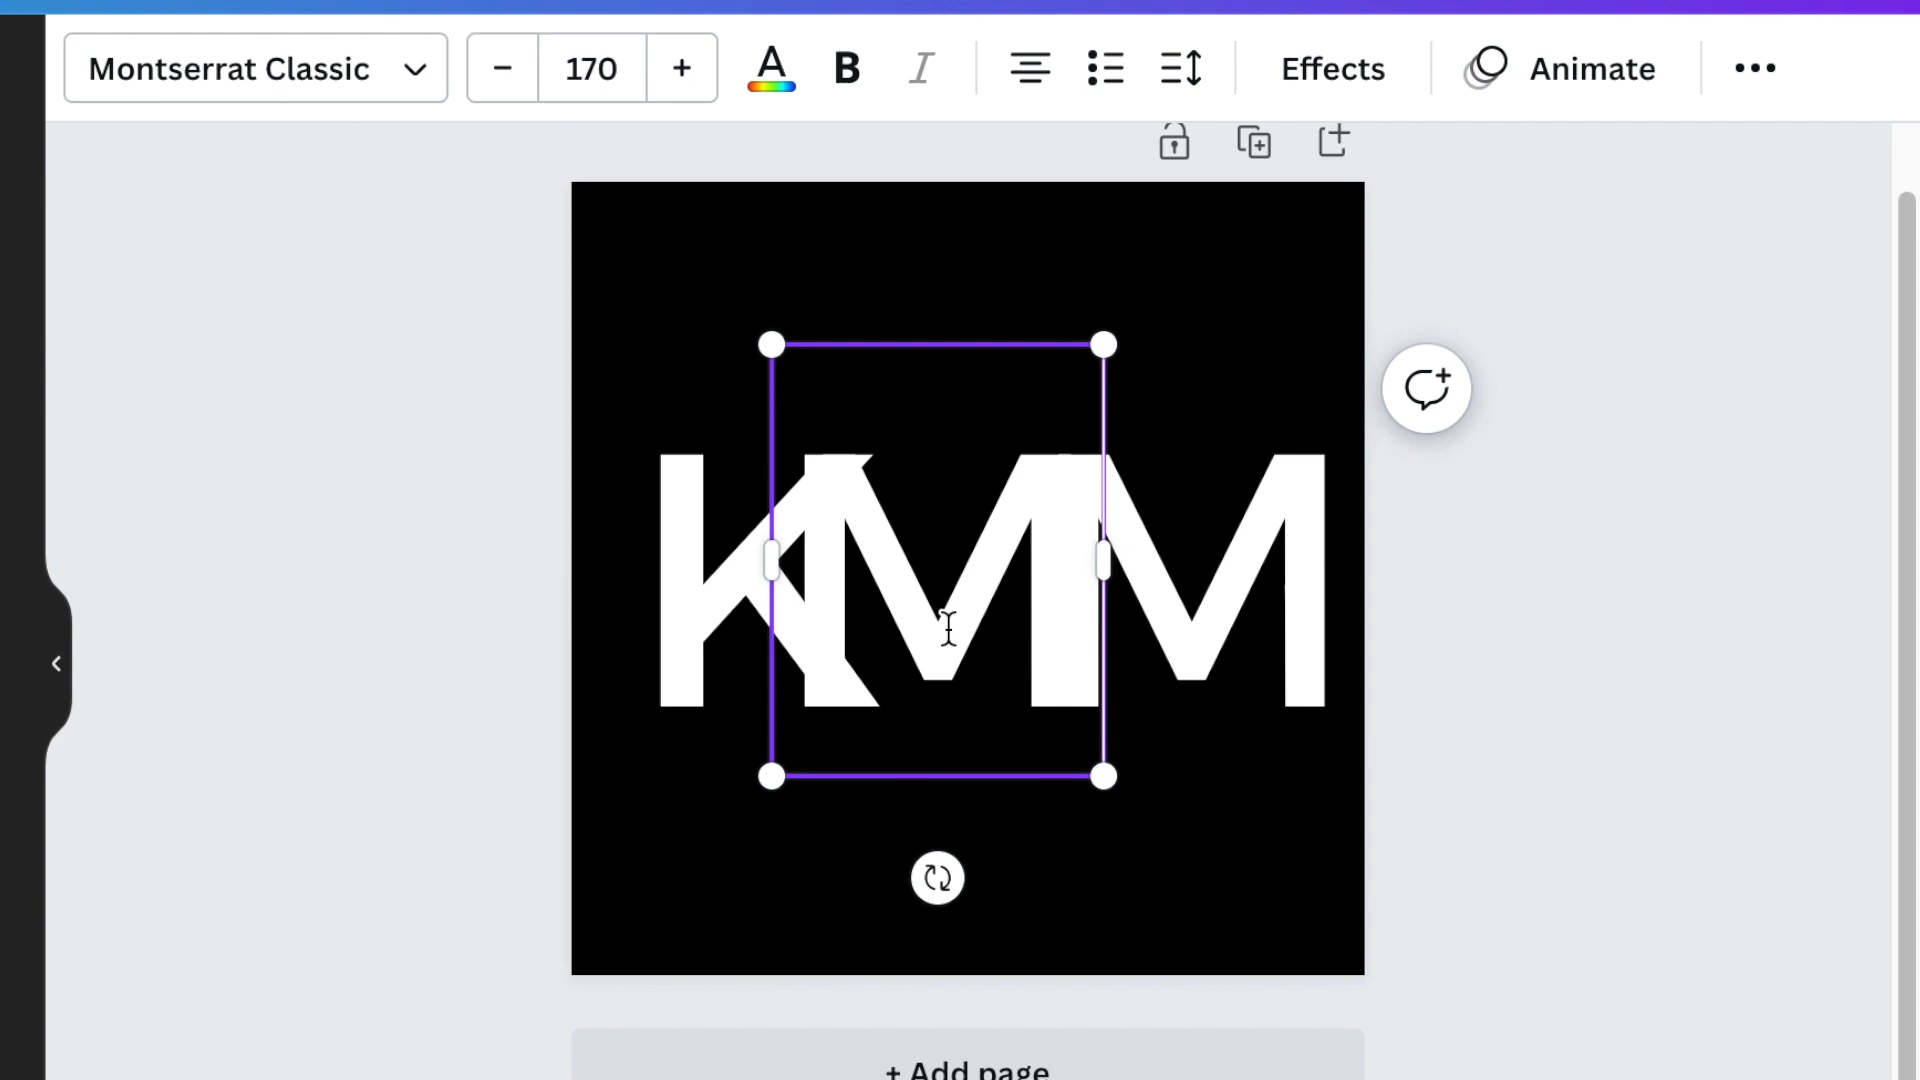 Montserrat Classic − 170 + A B I Effects Animate
KMM
+ Add page